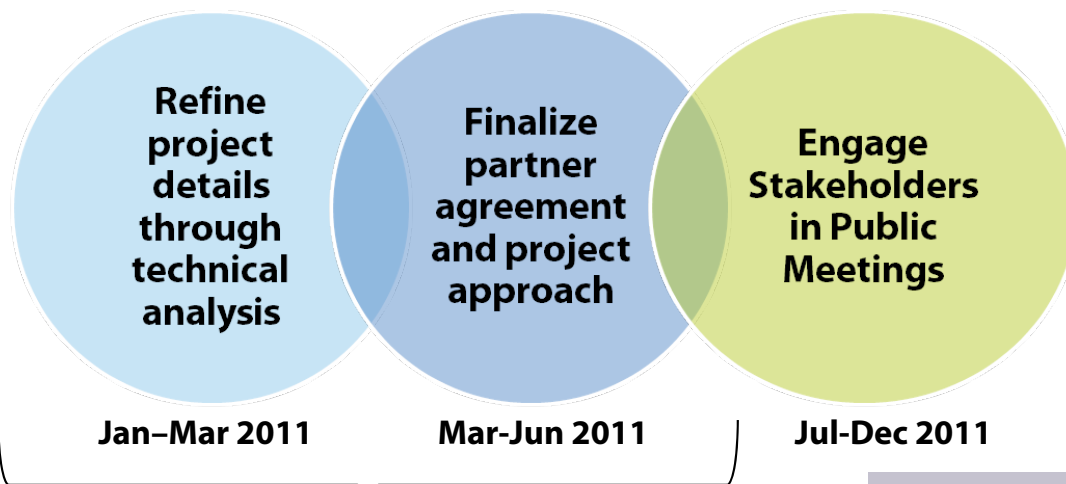 Refine
project
details
through
technical
analysis
Finalize
partner
agreement
and project
approach
Engage
Stakeholders
in Public
Meetings
Jan–Mar 2011
Mar-Jun 2011
Jul-Dec 2011